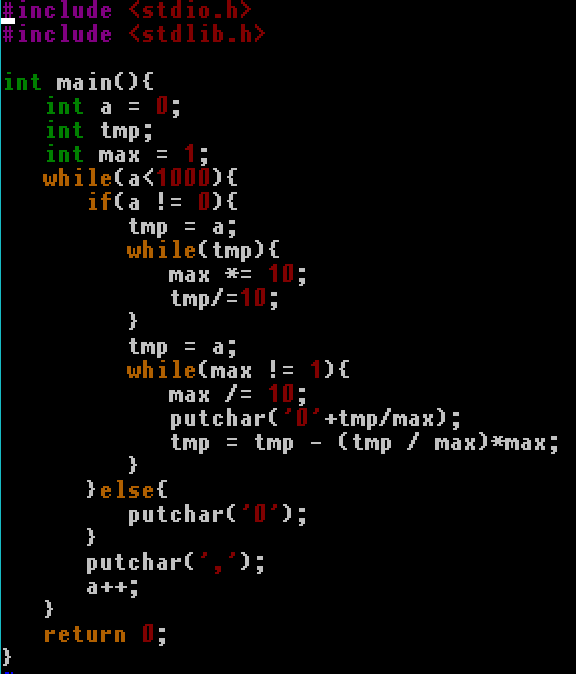 #include <stdio.h>
#include <stdlib.h>

int main(){
   int a = 0;
   int tmp;
   int max = 1;
   while(a<1000){
      if(a != 0){
         tmp = a;
         while(tmp){
            max *= 10;
            tmp/=10;
         }
         tmp = a;
         while(max != 1){
            max /= 10;
            putchar('0'+tmp/max);
            tmp = tmp - (tmp / max)*max;
         }
      }else{
         putchar('0');
      }
      putchar(',');
      a++;
   }
   return 0;
}